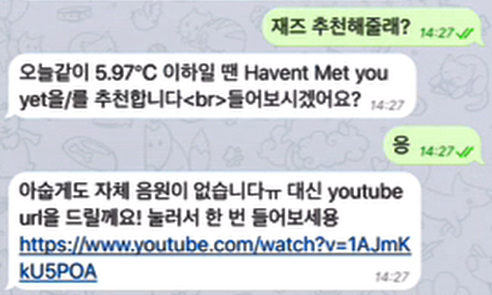 재즈 추천해줄래?
14:27
오늘같이 5.97°C 이하일 땐 Havent Met you
yet을/를 추천합니다<br>들어보시겠어요?
14:27
응
14:27
아숩게도 자체 음원이 없습니다ㅠ 대신 youtube
url을 드릴께요! 눌러서 한 번 들어보세용
https://www.youtube.com/watch?v=1AJmK
kU5POA
14:27